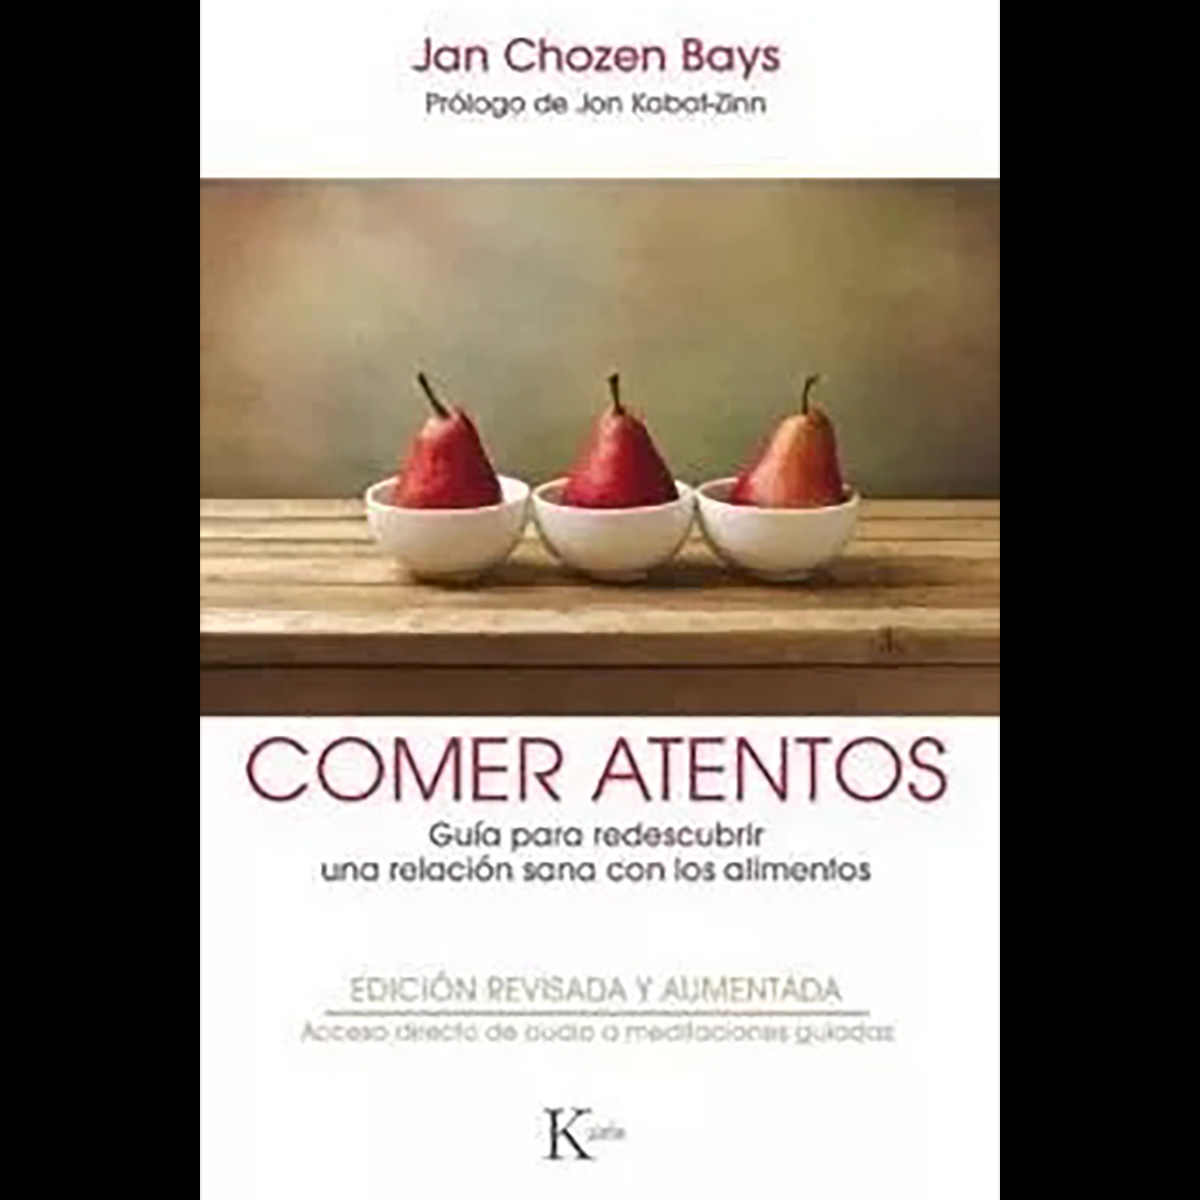 Jan Chozen Bays
Prólogo de Jon Kabat-Zinn
COMER ATENTOS
Guía para redescubrir
una relación sana con los alimentos
EDICIÓN REVISADA Y AUMENTADA
Acceso directo de audio a meditaciones guiadas
K